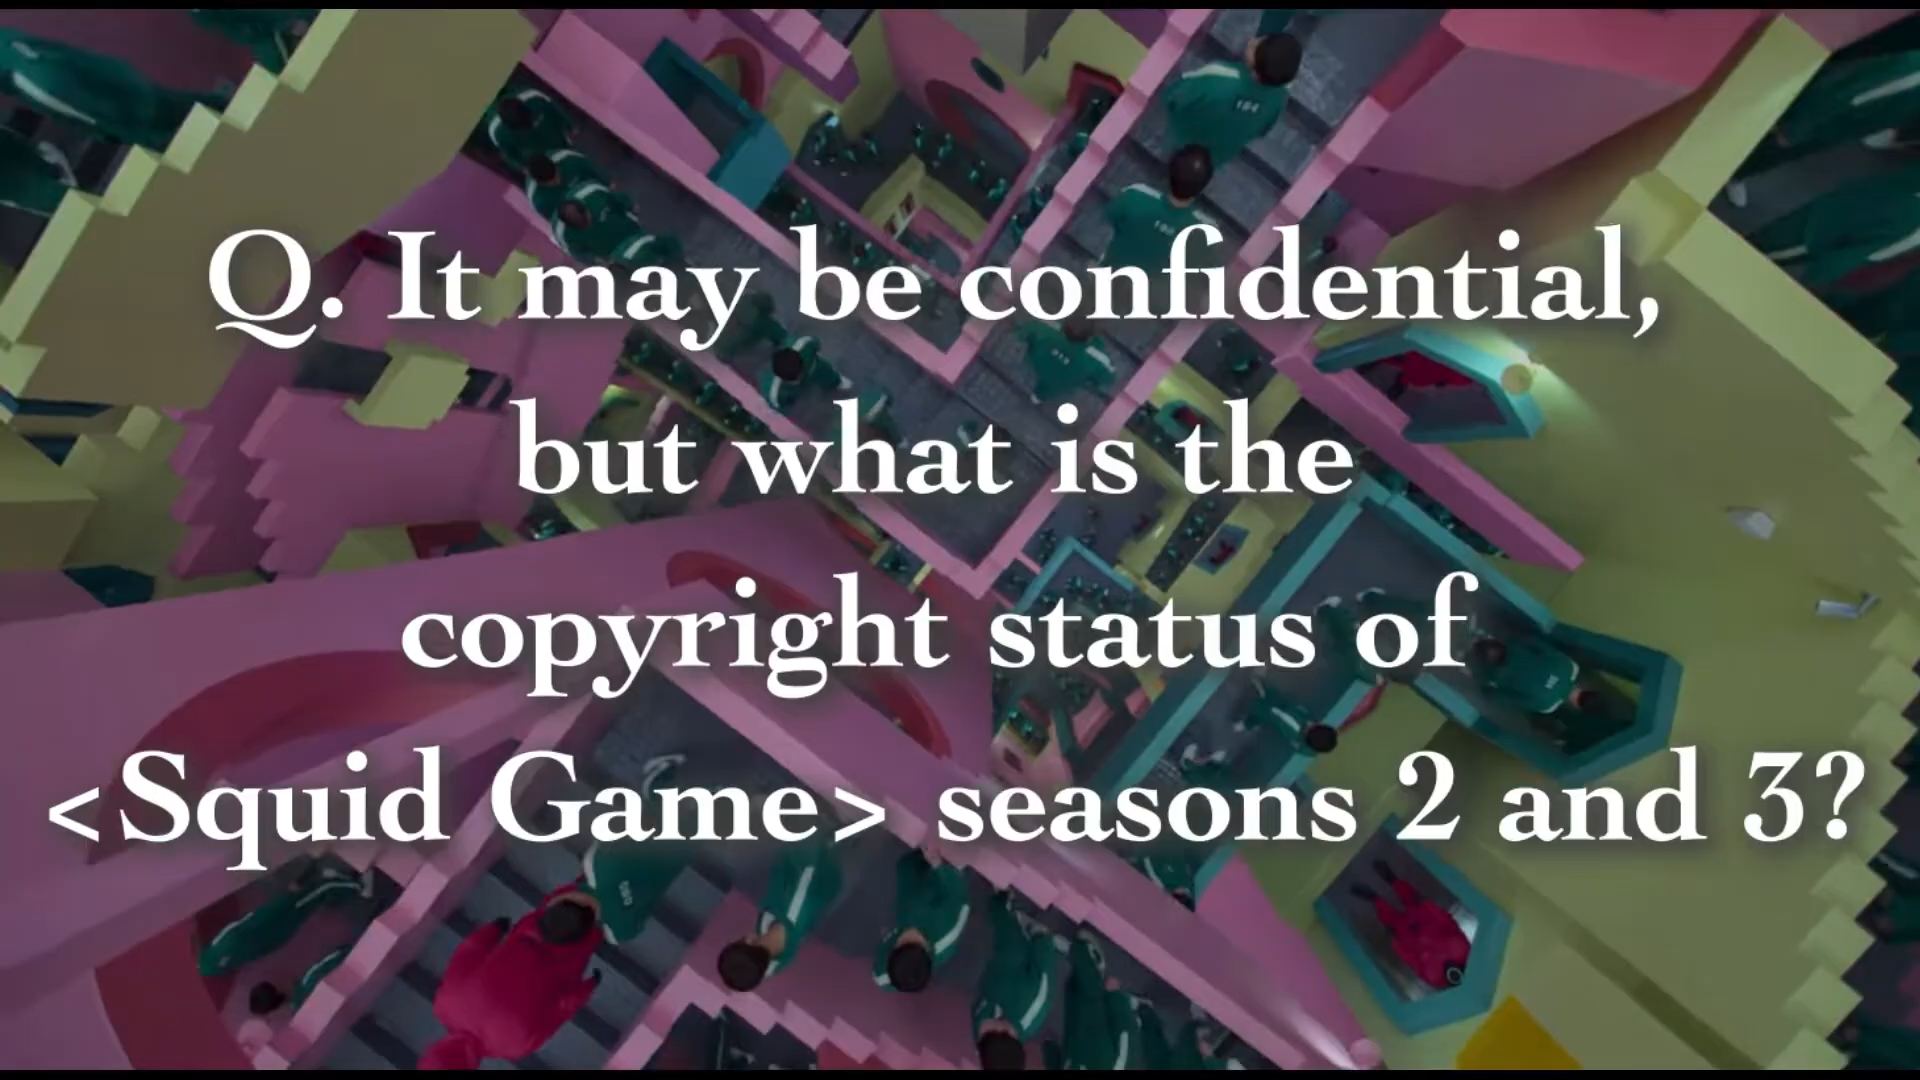 Q. It may be confidential,
but what is the
copyright status of
<Squid Game> seasons 2 and 3?